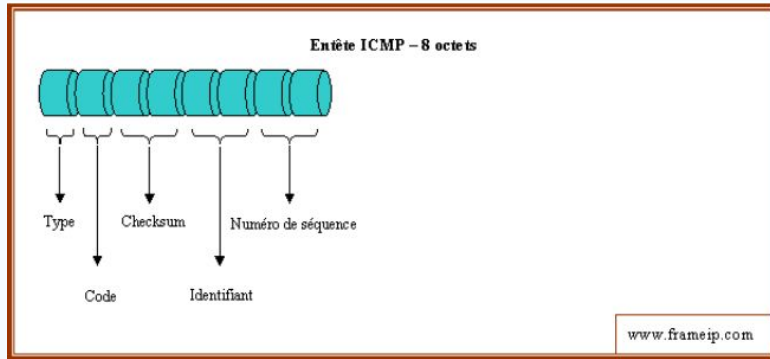 Entête ICMP – 8 octets
Type
Checksum
Numéro de séquence
Code
Identifiant
www.frameip.com